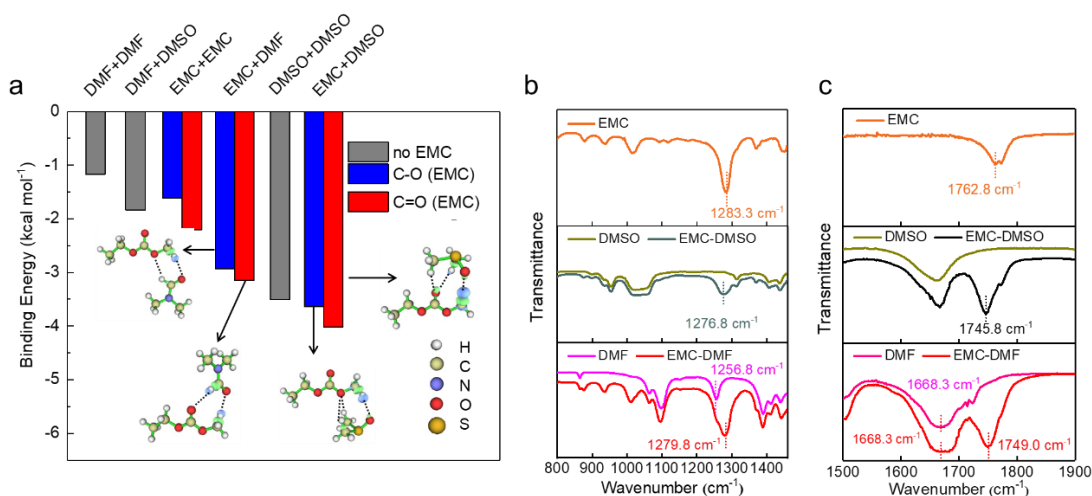 a
DMF+DMF
DMF+DMSO
EMC+EMC
EMC+DMF
DMSO+DMSO
EMC+DMSO
0
-1
-2
-3
-4
-5
-6
Binding Energy (kcal mol⁻¹)
no EMC
C-O (EMC)
C=O (EMC)
H
C
N
O
S
b
EMC
1283.3 cm⁻¹
DMSO EMC-DMSO
1276.8 cm⁻¹
DMF EMC-DMF
1256.8 cm⁻¹
1279.8 cm⁻¹
Transmittance
800 1000 1200 1400
Wavenumber (cm⁻¹)
c
EMC
1762.8 cm⁻¹
DMSO EMC-DMSO
1745.8 cm⁻¹
DMF EMC-DMF
1668.3 cm⁻¹
1668.3 cm⁻¹ 1749.0 cm⁻¹
Transmittance
1500 1600 1700 1800 1900
Wavenumber (cm⁻¹)